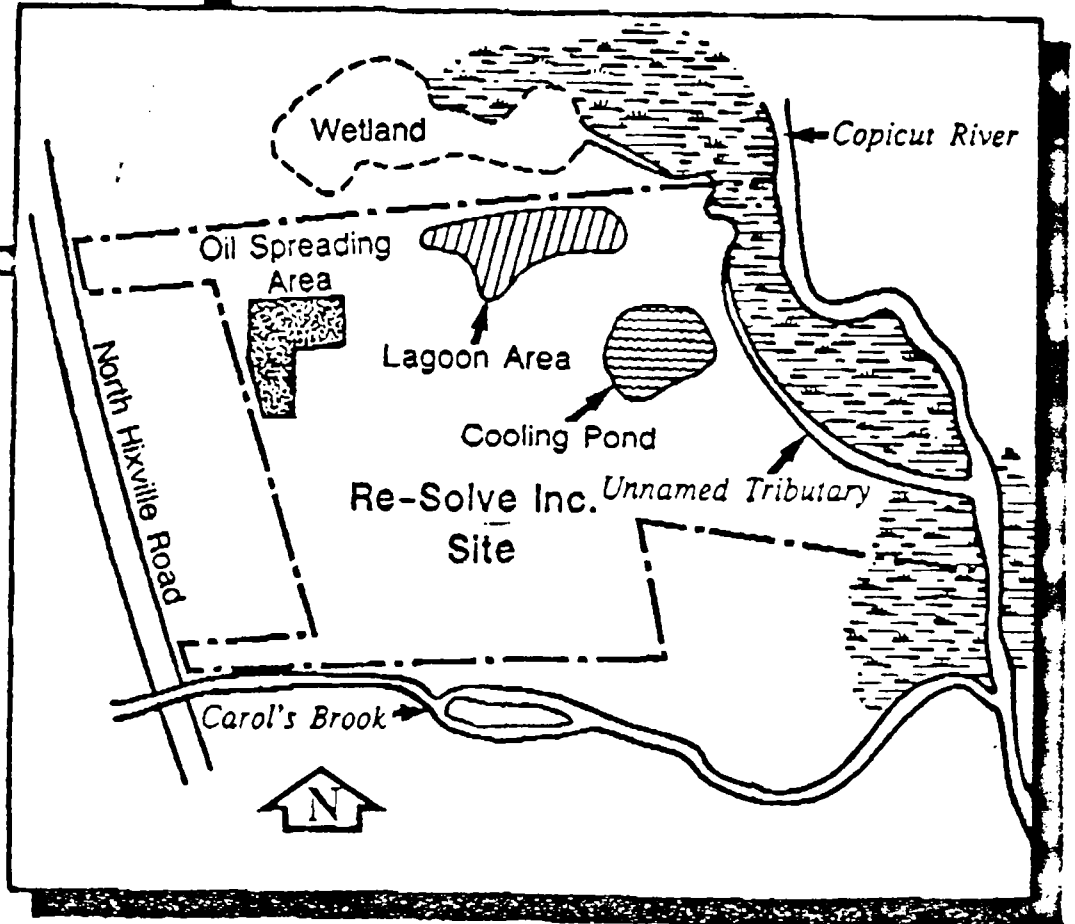 Wetland
Copicut River
Oil Spreading
Area
Lagoon Area
Cooling Pond
North Hixville Road
Re-Solve Inc.
Site
Unnamed Tributary
Carol's Brook
N